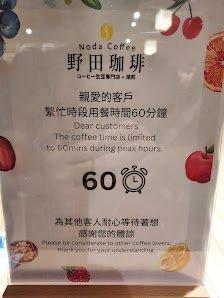 Noda Coffee
野田珈琲
コーヒー生豆専門店・焙煎
親愛的客戶
繁忙時段用餐時間60分鐘
Dear customers
The coffee time is limited
to 60mins during peak hours.
60
為其他客人耐心等待著想
感謝您的體諒
Please be considerate to other coffee lovers,
thank you for your understanding.